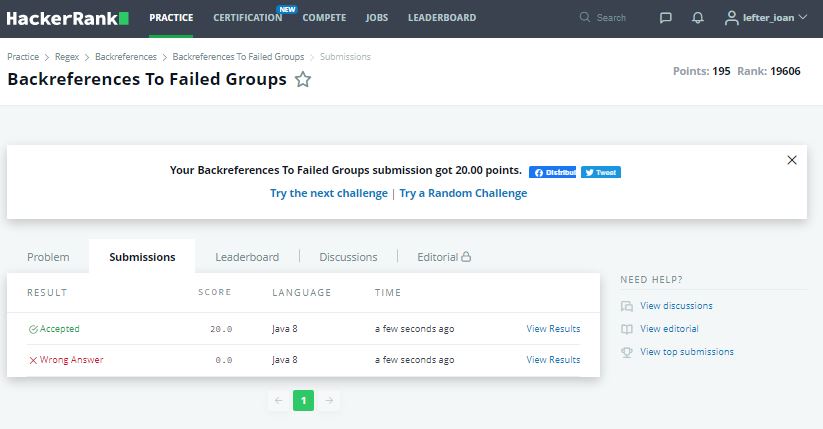 HackerRank PRACTICE CERTIFICATION NEW COMPETE JOBS LEADERBOARD Search lefter_ioan
Practice > Regex > Backreferences > Backreferences To Failed Groups > Submissions
Backreferences To Failed Groups
Points: 195 Rank: 19606
Your Backreferences To Failed Groups submission got 20.00 points. Distribui Tweet
Try the next challenge | Try a Random Challenge
Problem Submissions Leaderboard Discussions Editorial
RESULT SCORE LANGUAGE TIME
Accepted 20.0 Java 8 a few seconds ago View Results
Wrong Answer 0.0 Java 8 a few seconds ago View Results
1
NEED HELP?
View discussions
View editorial
View top submissions